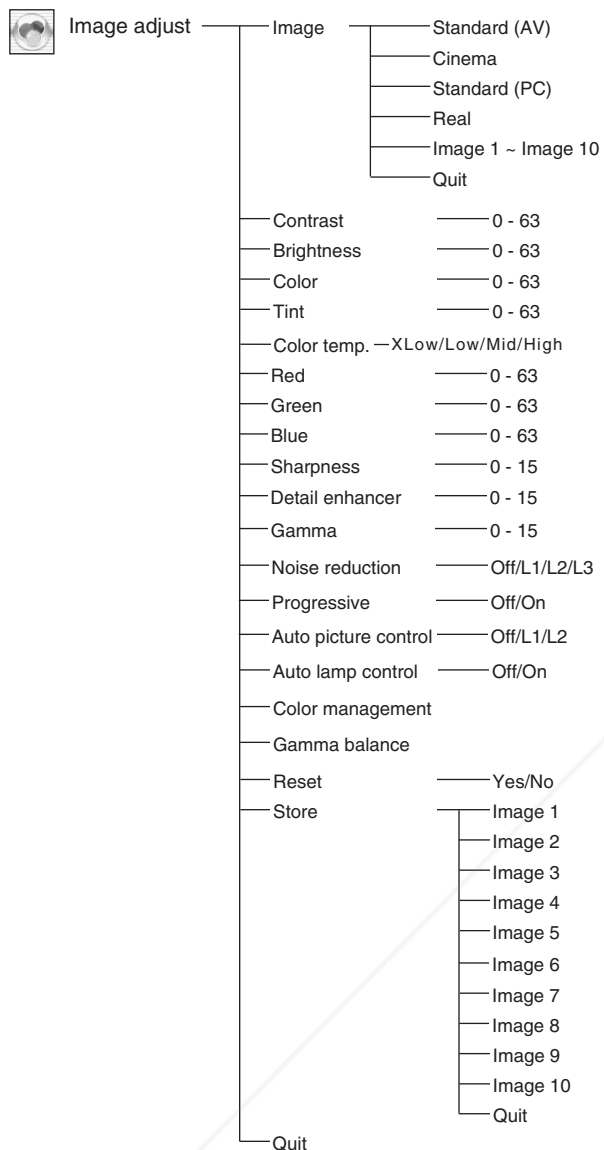 Image adjust
Image
Standard (AV)
Cinema
Standard (PC)
Real
Image 1 ~ Image 10
Quit
Contrast 0 - 63
Brightness 0 - 63
Color 0 - 63
Tint 0 - 63
Color temp. XLow/Low/Mid/High
Red 0 - 63
Green 0 - 63
Blue 0 - 63
Sharpness 0 - 15
Detail enhancer 0 - 15
Gamma 0 - 15
Noise reduction Off/L1/L2/L3
Progressive Off/On
Auto picture control Off/L1/L2
Auto lamp control Off/On
Color management
Gamma balance
Reset Yes/No
Store Image 1
Image 2
Image 3
Image 4
Image 5
Image 6
Image 7
Image 8
Image 9
Image 10
Quit
Quit